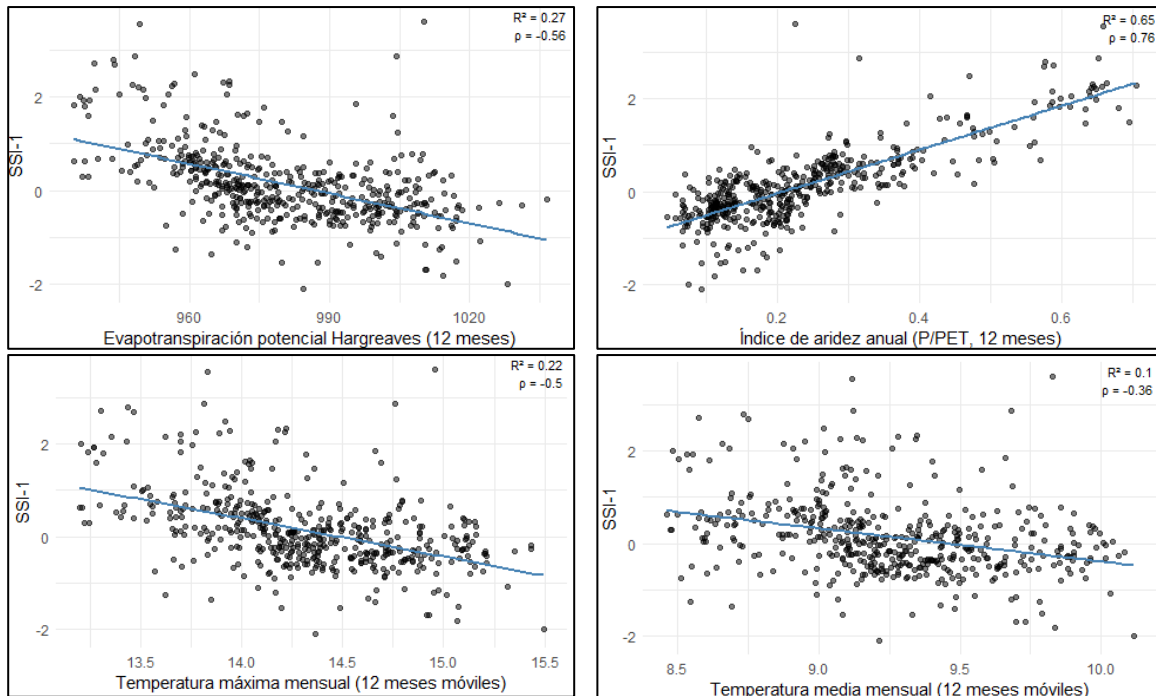 R² = 0.27
ρ = -0.56
SSI-1
2
0
-2
960
990
1020
Evapotranspiración potencial Hargreaves (12 meses)
R² = 0.65
ρ = 0.76
SSI-1
2
0
-2
0.2
0.4
0.6
Índice de aridez anual (P/PET, 12 meses)
R² = 0.22
ρ = -0.5
SSI-1
2
0
-2
13.5
14.0
14.5
15.0
15.5
Temperatura máxima mensual (12 meses móviles)
R² = 0.1
ρ = -0.36
SSI-1
2
0
-2
8.5
9.0
9.5
10.0
Temperatura media mensual (12 meses móviles)